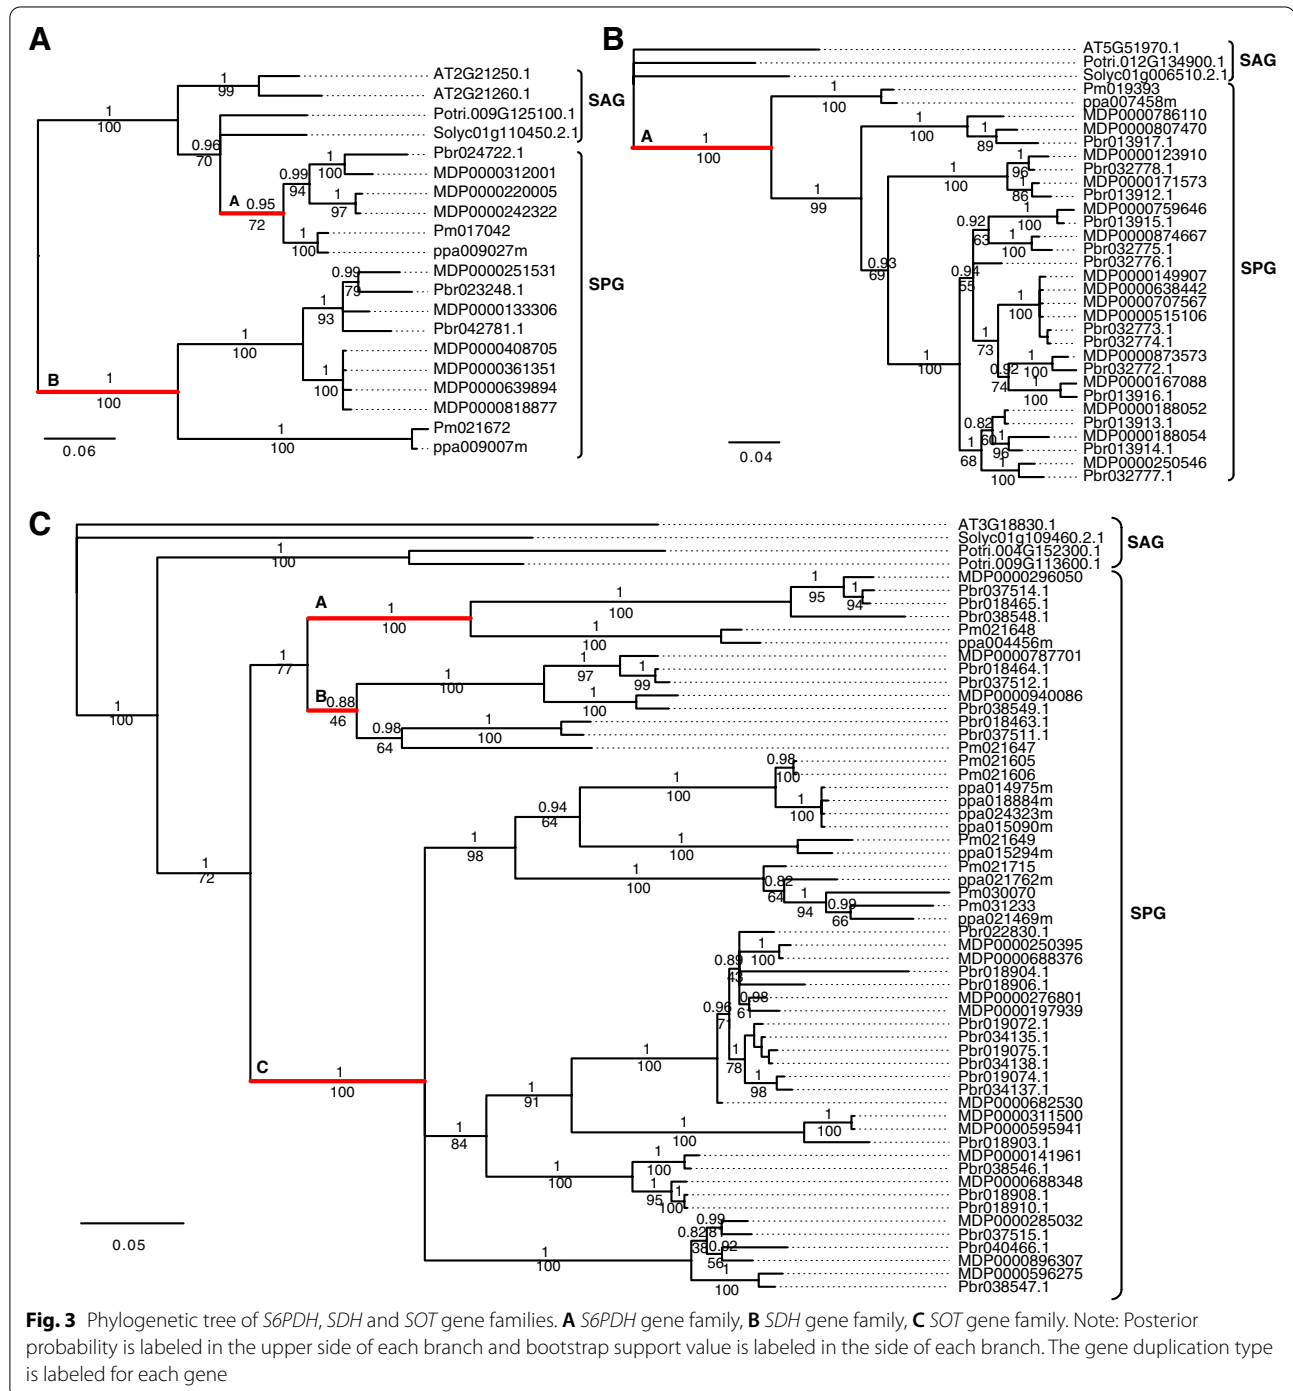 A
1
99
1
100
0.96
70
1
100
0.99
94
A 0.95
72
1
97
1
100
0.99
79
1
93
1
100
1
100
B 1
100
1
100
0.06
AT2G21250.1
AT2G21260.1
Potri.009G125100.1
Solyc01g110450.2.1
Pbr024722.1
MDP0000312001
MDP0000220005
MDP0000242322
Pm017042
ppa009027m
MDP0000251531
Pbr023248.1
MDP0000133306
Pbr042781.1
MDP0000408705
MDP0000361351
MDP0000639894
MDP0000818877
Pm021672
ppa009007m
SAG
SPG
B
A 1
100
1
100
1
99
1
100
1
89
0.93
69
1
100
1
96
1
86
0.92
63
1
100
1
100
0.94
55
1
100
1
73
1
100
0.92
100
74
1
100
0.82
60
1
96
1
68
1
100
0.04
AT5G51970.1
Potri.012G134900.1
Solyc01g006510.2.1
Pm019393
ppa007458m
MDP0000786110
MDP0000807470
Pbr013917.1
MDP0000123910
Pbr032778.1
MDP0000171573
Pbr013912.1
MDP0000759646
Pbr013915.1
MDP0000874667
Pbr032775.1
Pbr032776.1
MDP0000149907
MDP0000638442
MDP0000707567
MDP0000515106
Pbr032773.1
Pbr032774.1
MDP0000873573
Pbr032772.1
MDP0000167088
Pbr013916.1
MDP0000188052
Pbr013913.1
MDP0000188054
Pbr013914.1
MDP0000250546
Pbr032777.1
SAG
SPG
C
1
100
1
100
1
72
1
77
A 1
100
1
100
1
95
1
94
1
100
B 0.88
46
1
100
1
97
1
99
1
100
0.98
64
1
100
C 1
100
1
98
0.94
64
1
100
0.98
100
1
100
1
100
1
100
0.82
64
1
94
0.99
66
1
84
1
91
1
100
0.96
71
0.89
43
1
100
0.98
61
1
78
1
98
1
100
1
100
1
100
1
100
1
95
1
100
1
100
0.82
38
0.99
81
0.92
56
1
100
0.05
AT3G18830.1
Solyc01g109460.2.1
Potri.004G152300.1
Potri.009G113600.1
MDP0000296050
Pbr037514.1
Pbr018465.1
Pbr038548.1
Pm021648
ppa004456m
MDP0000787701
Pbr018464.1
Pbr037512.1
MDP0000940086
Pbr038549.1
Pbr018463.1
Pbr037511.1
Pm021647
Pm021605
Pm021606
ppa014975m
ppa018884m
ppa024323m
ppa015090m
Pm021649
ppa015294m
Pm021715
ppa021762m
Pm030070
Pm031233
ppa021469m
Pbr022830.1
MDP0000250395
MDP0000688376
Pbr018904.1
Pbr018906.1
MDP0000276801
MDP0000197939
Pbr019072.1
Pbr034135.1
Pbr019075.1
Pbr034138.1
Pbr019074.1
Pbr034137.1
MDP0000682530
MDP0000311500
MDP0000595941
Pbr018903.1
MDP0000141961
Pbr038546.1
MDP0000688348
Pbr018908.1
Pbr018910.1
MDP0000285032
Pbr037515.1
Pbr040466.1
MDP0000896307
MDP0000596275
Pbr038547.1
SAG
SPG
Fig. 3 Phylogenetic tree of S6PDH, SDH and SOT gene families. A S6PDH gene family, B SDH gene family, C SOT gene family. Note: Posterior
probability is labeled in the upper side of each branch and bootstrap support value is labeled in the side of each branch. The gene duplication type
is labeled for each gene